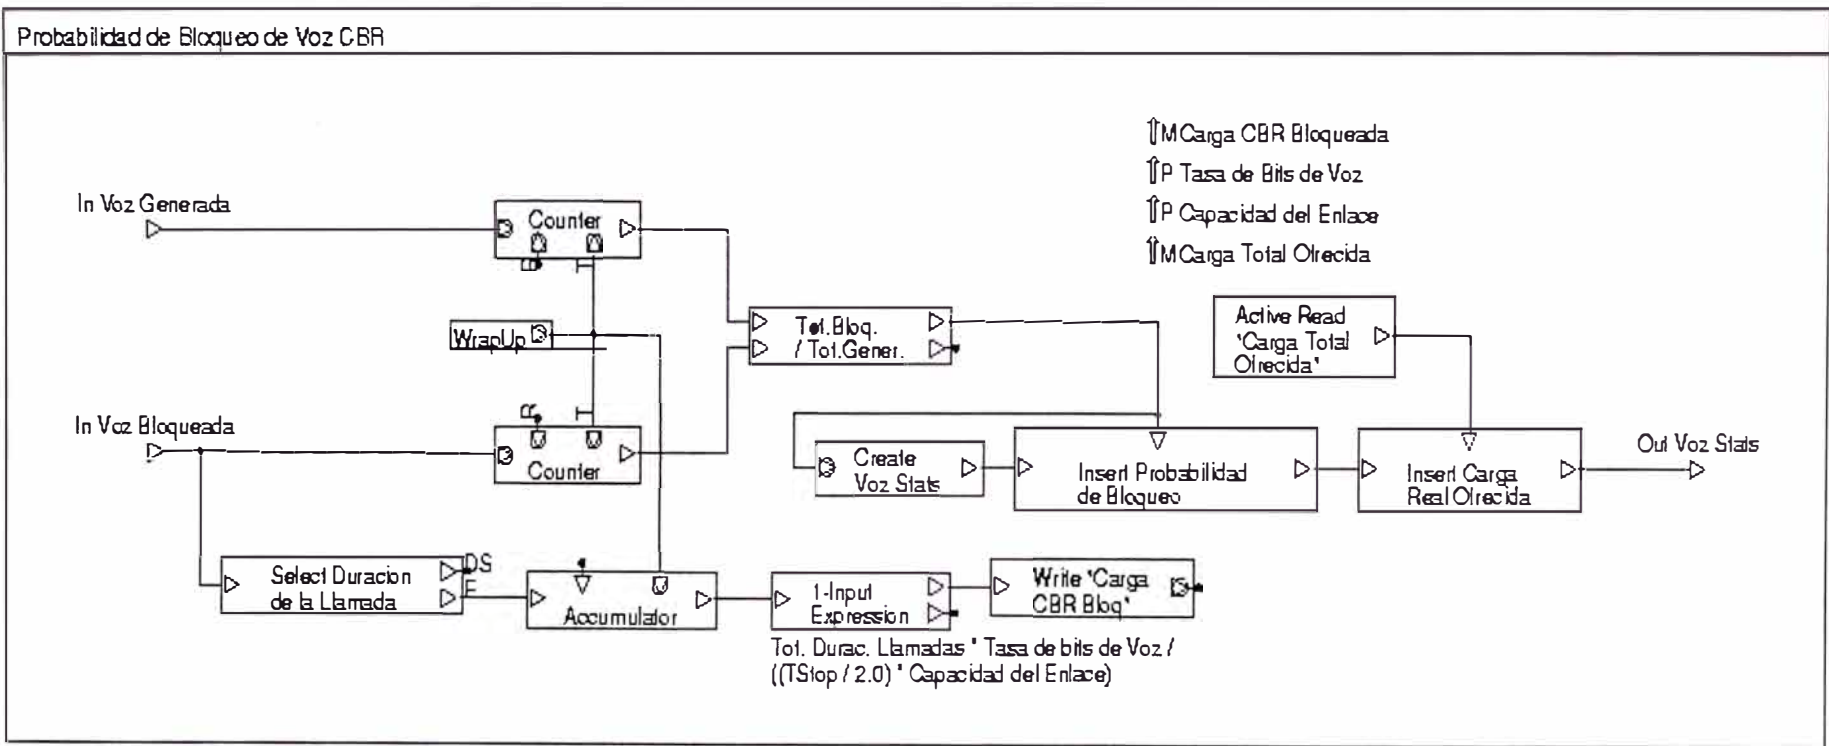 Probabilidad de Bloqueo de Voz CBR
⇧M Carga CBR Bloqueada
⇧P Tasa de Bits de Voz
⇧P Capacidad del Enlace
⇧M Carga Total Ofrecida
In Voz Generada
Counter
R
T
WrapUp
Tot.Bloq.
/ Tot.Gener.
Active Read
'Carga Total
Ofrecida'
In Voz Bloqueada
R
T
Counter
Create
Voz Stats
Insert Probabilidad
de Bloqueo
Insert Carga
Real Ofrecida
Out Voz Stats
Select Duracion
de la Llamada
DS
F
Accumulator
1-Input
Expression
Write 'Carga
CBR Bloq'
Tot. Durac. Llamadas * Tasa de bits de Voz /
((TStop / 2.0) * Capacidad del Enlace)